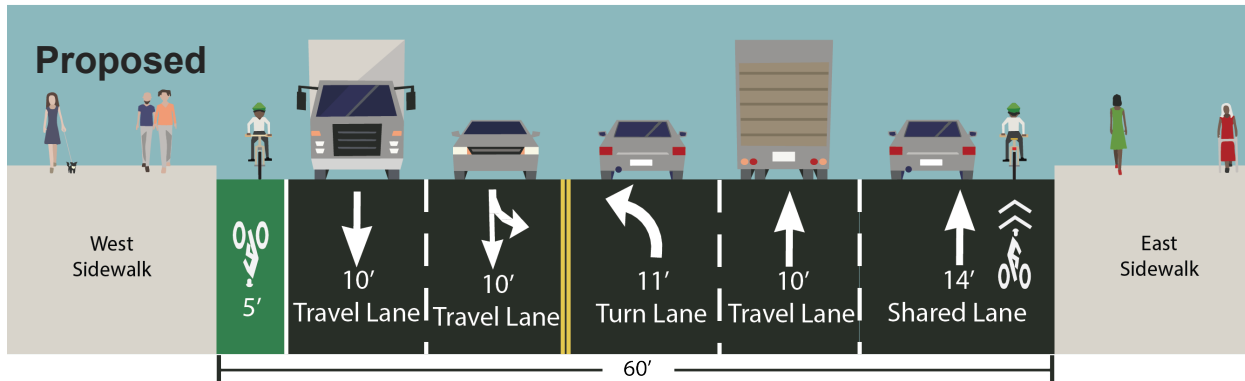 Proposed
West
Sidewalk
5’
10’
Travel Lane
10’
Travel Lane
11’
Turn Lane
10’
Travel Lane
14’
Shared Lane
East
Sidewalk
60’